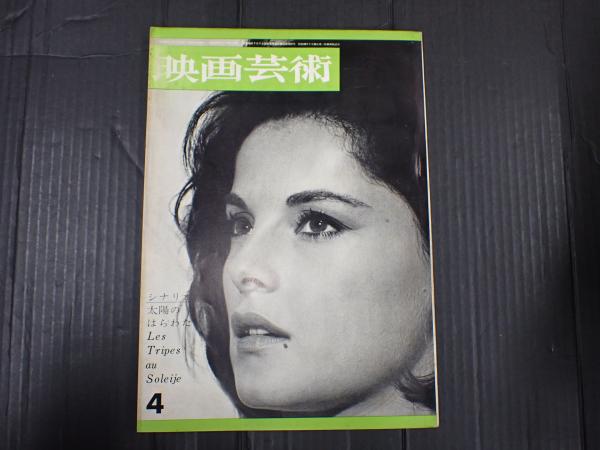 映画芸術
シナリオ
太陽の
はらわた
Les
Tripes
au
Soleije
4